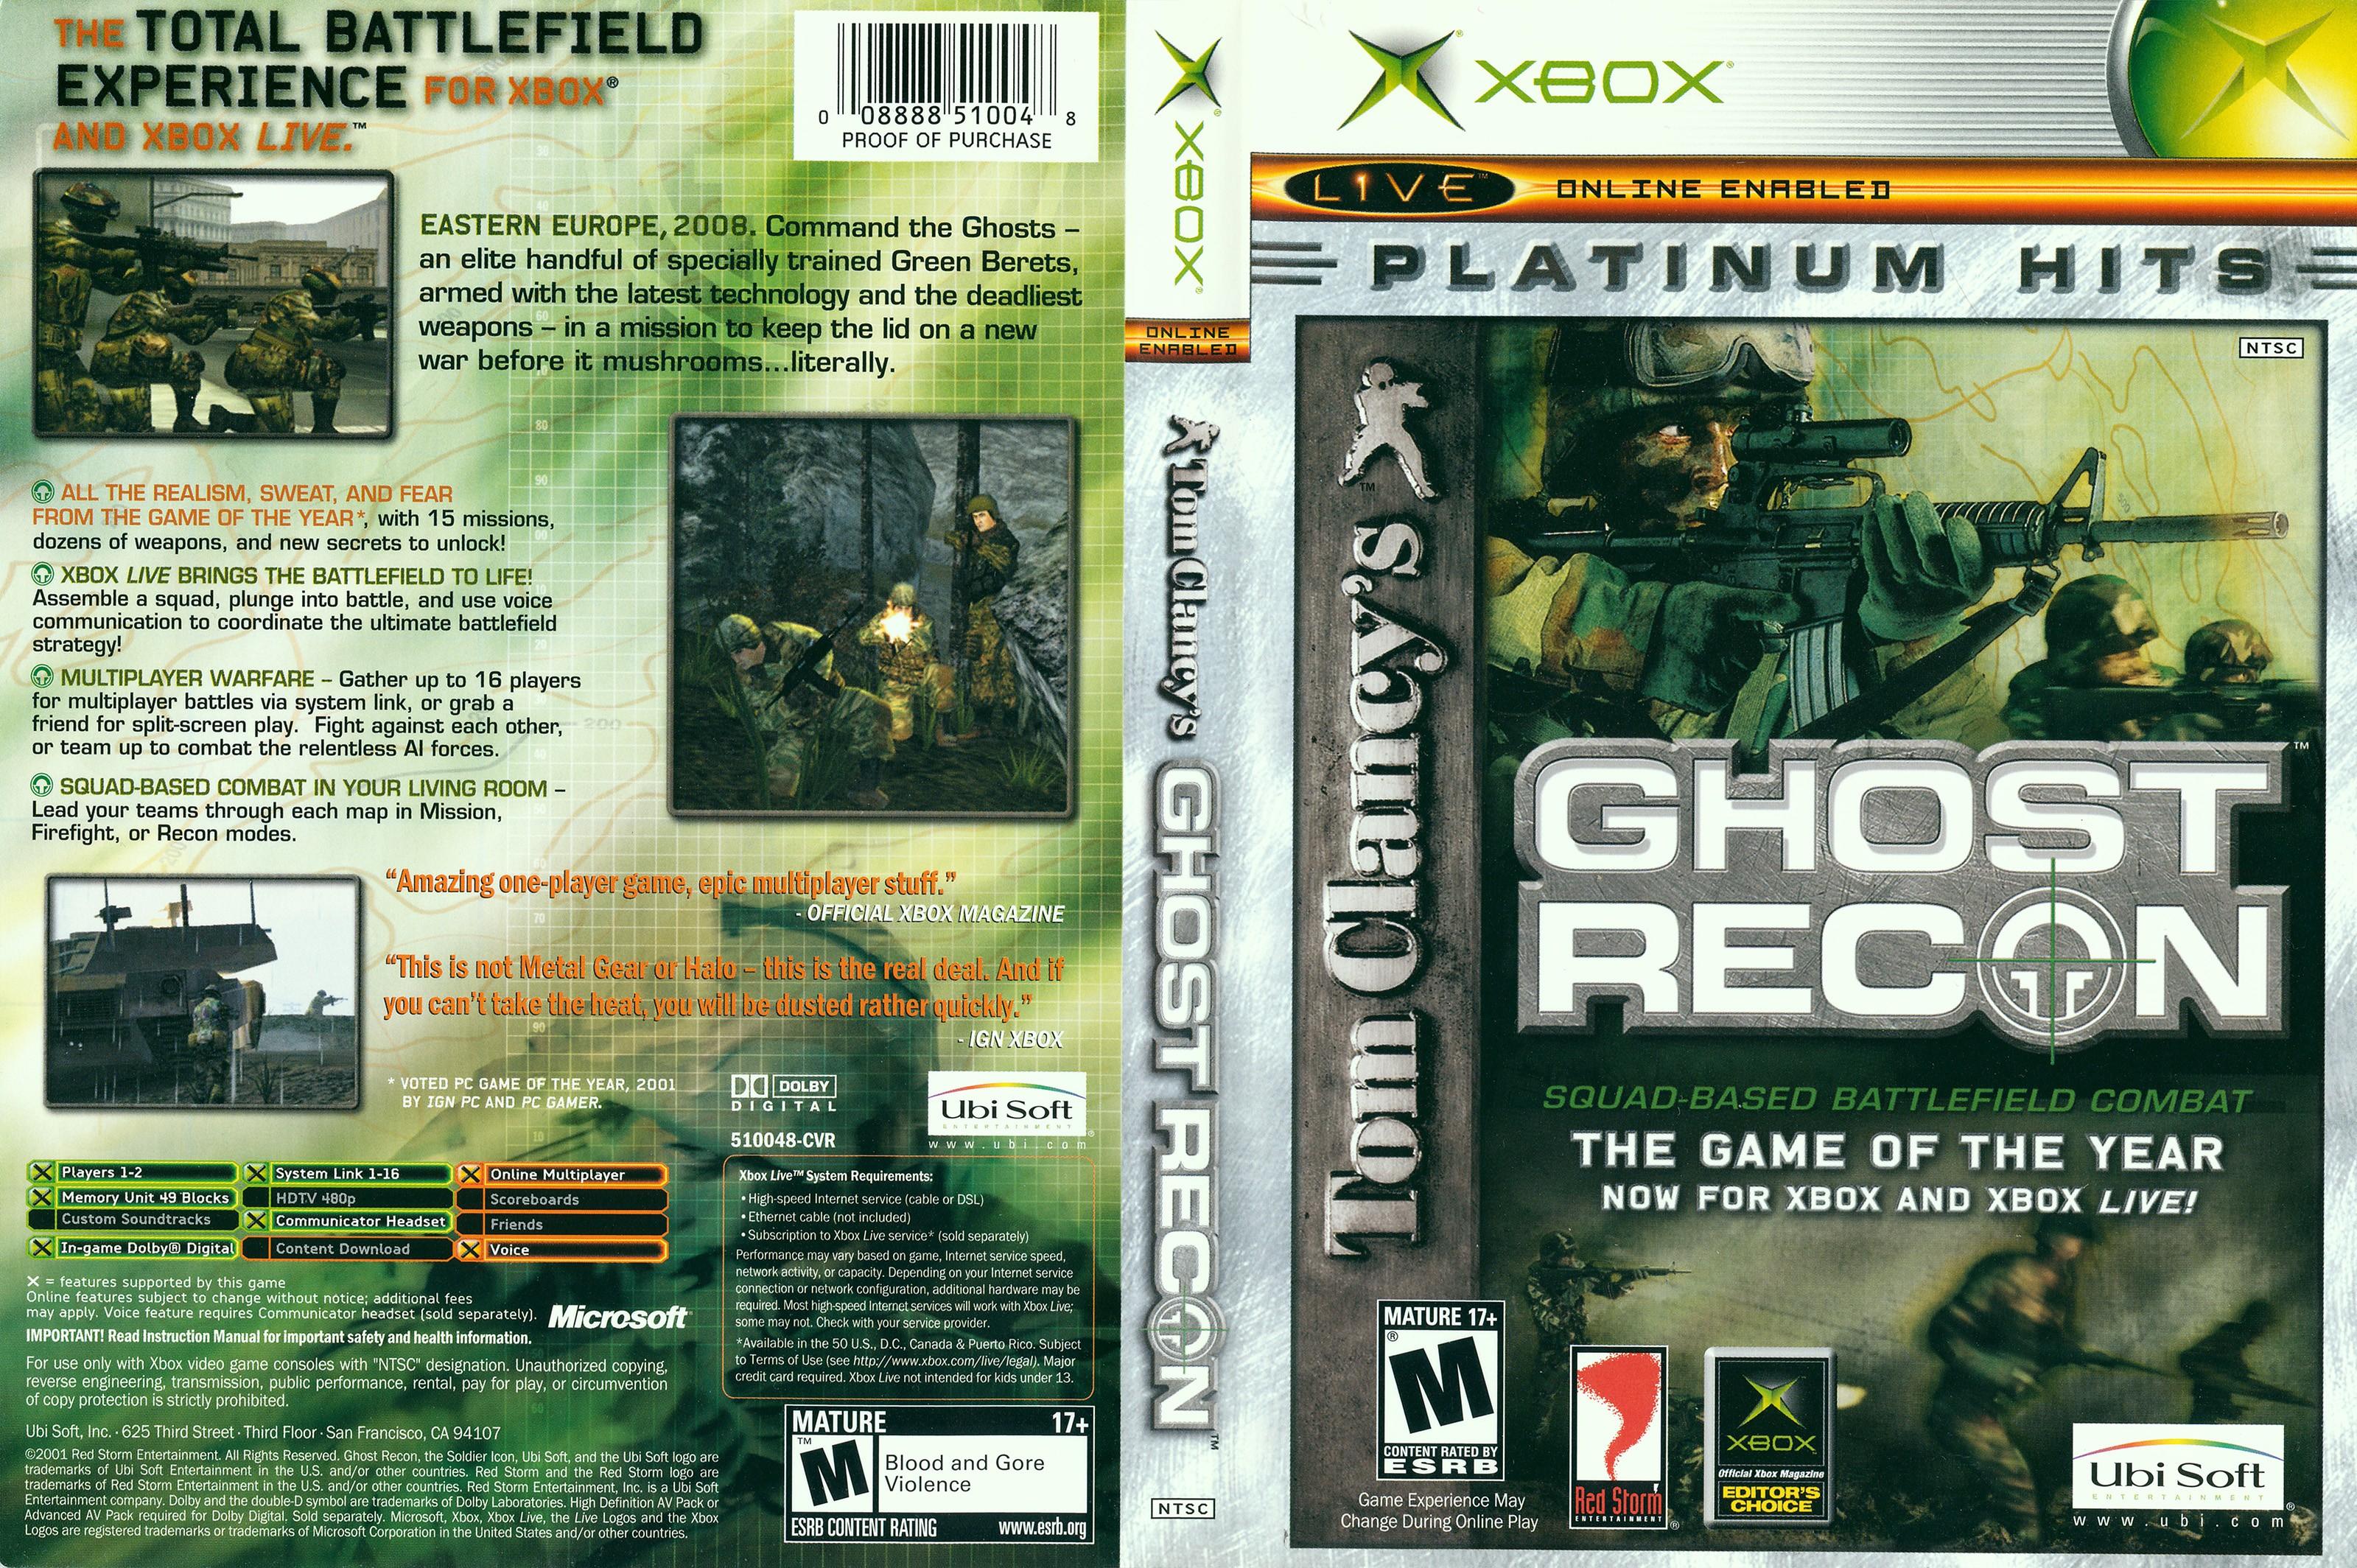 THE TOTAL BATTLEFIELD
EXPERIENCE FOR XBOX®
AND XBOX LIVE.™
0 08888 51004 8
PROOF OF PURCHASE
EASTERN EUROPE, 2008. Command the Ghosts –
an elite handful of specially trained Green Berets,
armed with the latest technology and the deadliest
weapons – in a mission to keep the lid on a new
war before it mushrooms...literally.
ALL THE REALISM, SWEAT, AND FEAR
FROM THE GAME OF THE YEAR*, with 15 missions,
dozens of weapons, and new secrets to unlock!
XBOX LIVE BRINGS THE BATTLEFIELD TO LIFE!
Assemble a squad, plunge into battle, and use voice
communication to coordinate the ultimate battlefield
strategy!
MULTIPLAYER WARFARE – Gather up to 16 players
for multiplayer battles via system link, or grab a
friend for split-screen play. Fight against each other,
or team up to combat the relentless AI forces.
SQUAD-BASED COMBAT IN YOUR LIVING ROOM –
Lead your teams through each map in Mission,
Firefight, or Recon modes.
“Amazing one-player game, epic multiplayer stuff.”
- OFFICIAL XBOX MAGAZINE
“This is not Metal Gear or Halo – this is the real deal. And if
you can't take the heat, you will be dusted rather quickly.”
- IGN XBOX
* VOTED PC GAME OF THE YEAR, 2001
BY IGN PC AND PC GAMER.
DOLBY
DIGITAL
510048-CVR
Ubi Soft
ENTERTAINMENT
www.ubi.com
Players 1-2
System Link 1-16
Online Multiplayer
Memory Unit 49 Blocks
HDTV 480p
Scoreboards
Custom Soundtracks
Communicator Headset
Friends
In-game Dolby® Digital
Content Download
Voice
X = features supported by this game
Online features subject to change without notice; additional fees
may apply. Voice feature requires Communicator headset (sold separately).
Microsoft®
IMPORTANT! Read Instruction Manual for important safety and health information.
For use only with Xbox video game consoles with "NTSC" designation. Unauthorized copying,
reverse engineering, transmission, public performance, rental, pay for play, or circumvention
of copy protection is strictly prohibited.
Ubi Soft, Inc. · 625 Third Street · Third Floor · San Francisco, CA 94107
©2001 Red Storm Entertainment. All Rights Reserved. Ghost Recon, the Soldier Icon, Ubi Soft, and the Ubi Soft logo are
trademarks of Ubi Soft Entertainment in the U.S. and/or other countries. Red Storm and the Red Storm logo are
trademarks of Red Storm Entertainment in the U.S. and/or other countries. Red Storm Entertainment, Inc. is a Ubi Soft
Entertainment company. Dolby and the double-D symbol are trademarks of Dolby Laboratories. High Definition AV Pack or
Advanced AV Pack required for Dolby Digital. Sold separately. Microsoft, Xbox, Xbox Live, the Live Logos and the Xbox
Logos are registered trademarks or trademarks of Microsoft Corporation in the United States and/or other countries.
Xbox Live™ System Requirements:
• High-speed Internet service (cable or DSL)
• Ethernet cable (not included)
• Subscription to Xbox Live service* (sold separately)
Performance may vary based on game, Internet service speed,
network activity, or capacity. Depending on your Internet service
connection or network configuration, additional hardware may be
required. Most high-speed Internet services will work with Xbox Live;
some may not. Check with your service provider.
*Available in the 50 U.S., D.C., Canada & Puerto Rico. Subject
to Terms of Use (see http://www.xbox.com/live/legal). Major
credit card required. Xbox Live not intended for kids under 13.
MATURE 17+
M™
Blood and Gore
Violence
ESRB CONTENT RATING www.esrb.org
XBOX®
ONLINE
ENABLED
Tom Clancy's
GHOST RECON™
NTSC
XBOX®
LIVE™ ONLINE ENABLED
PLATINUM HITS
NTSC
Tom Clancy's™
GHOST™
RECON
SQUAD-BASED BATTLEFIELD COMBAT
THE GAME OF THE YEAR
NOW FOR XBOX AND XBOX LIVE!
MATURE 17+
M®
CONTENT RATED BY
ESRB
Game Experience May
Change During Online Play
Red Storm
ENTERTAINMENT®
XBOX
Official Xbox Magazine
EDITOR'S
CHOICE
Ubi Soft
ENTERTAINMENT®
www.ubi.com